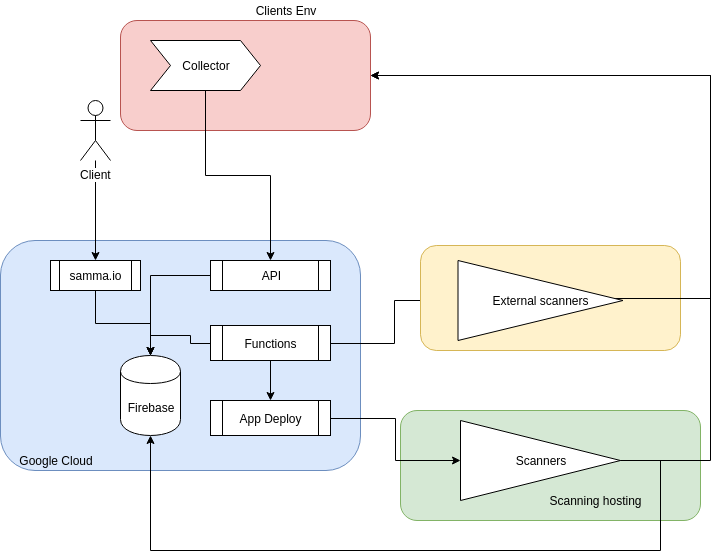 Clients Env
Collector
Client
samma.io
API
External scanners
Functions
Firebase
App Deploy
Google Cloud
Scanners
Scanning hosting